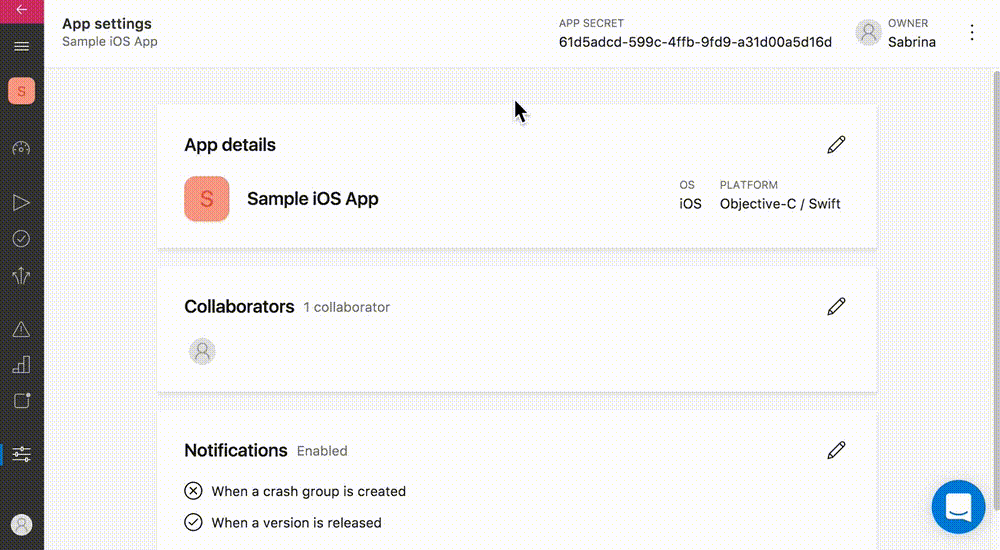 App settings
Sample iOS App
APP SECRET
61d5adcd-599c-4ffb-9fd9-a31d00a5d16d
OWNER
Sabrina
S
App details
S
Sample iOS App
OS
iOS
PLATFORM
Objective-C / Swift
Collaborators 1 collaborator
Notifications Enabled
When a crash group is created
When a version is released